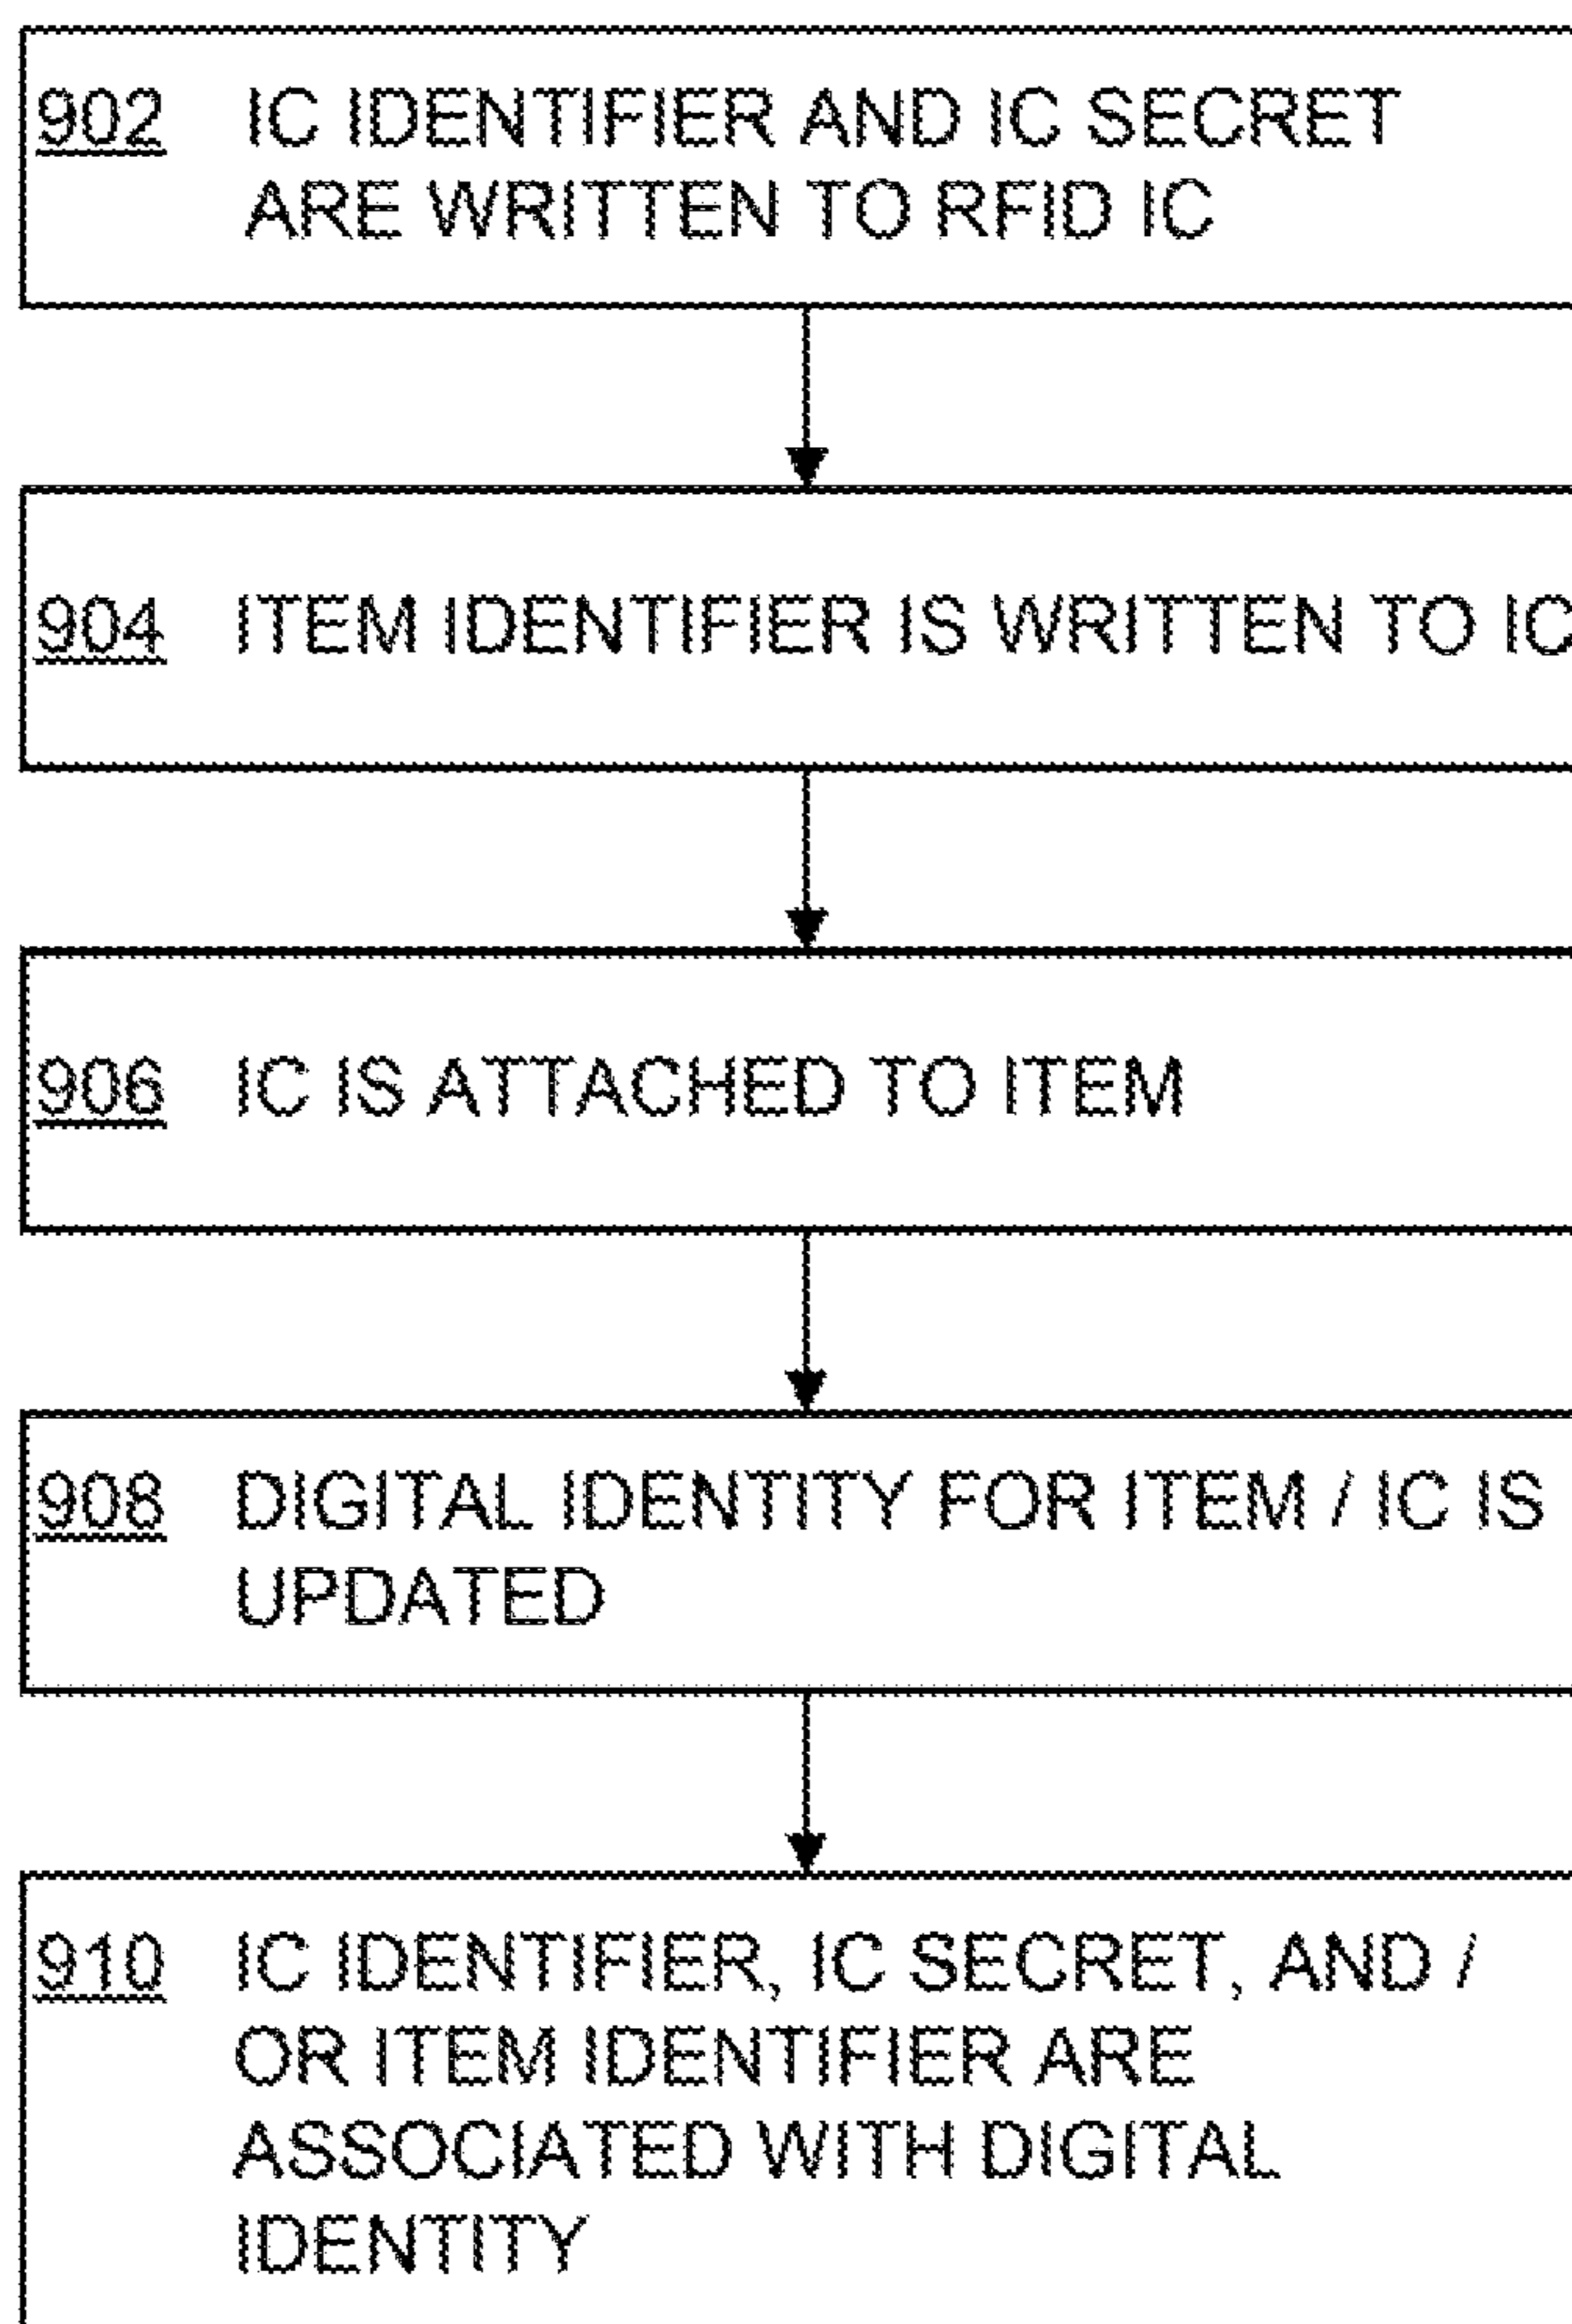 902 IC IDENTIFIER AND IC SECRET
ARE WRITTEN TO RFID IC
904 ITEM IDENTIFIER IS WRITTEN TO IC
906 IC IS ATTACHED TO ITEM
908 DIGITAL IDENTITY FOR ITEM / IC IS
UPDATED
910 IC IDENTIFIER, IC SECRET, AND /
OR ITEM IDENTIFIER ARE
ASSOCIATED WITH DIGITAL
IDENTITY